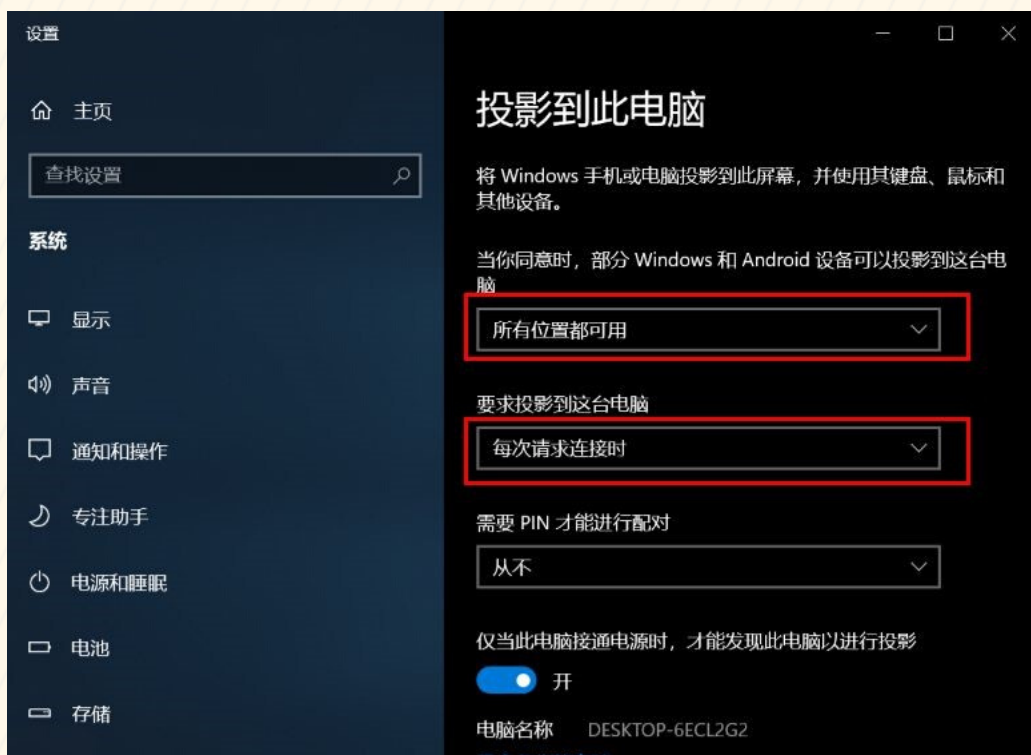 设置
主页
查找设置
系统
显示
声音
通知和操作
专注助手
电源和睡眠
电池
存储
投影到此电脑
将 Windows 手机或电脑投影到此屏幕，并使用其键盘、鼠标和
其他设备。
当你同意时，部分 Windows 和 Android 设备可以投影到这台电
脑
所有位置都可用
要求投影到这台电脑
每次请求连接时
需要 PIN 才能进行配对
从不
仅当此电脑接通电源时，才能发现此电脑以进行投影
开
电脑名称 DESKTOP-6ECL2G2